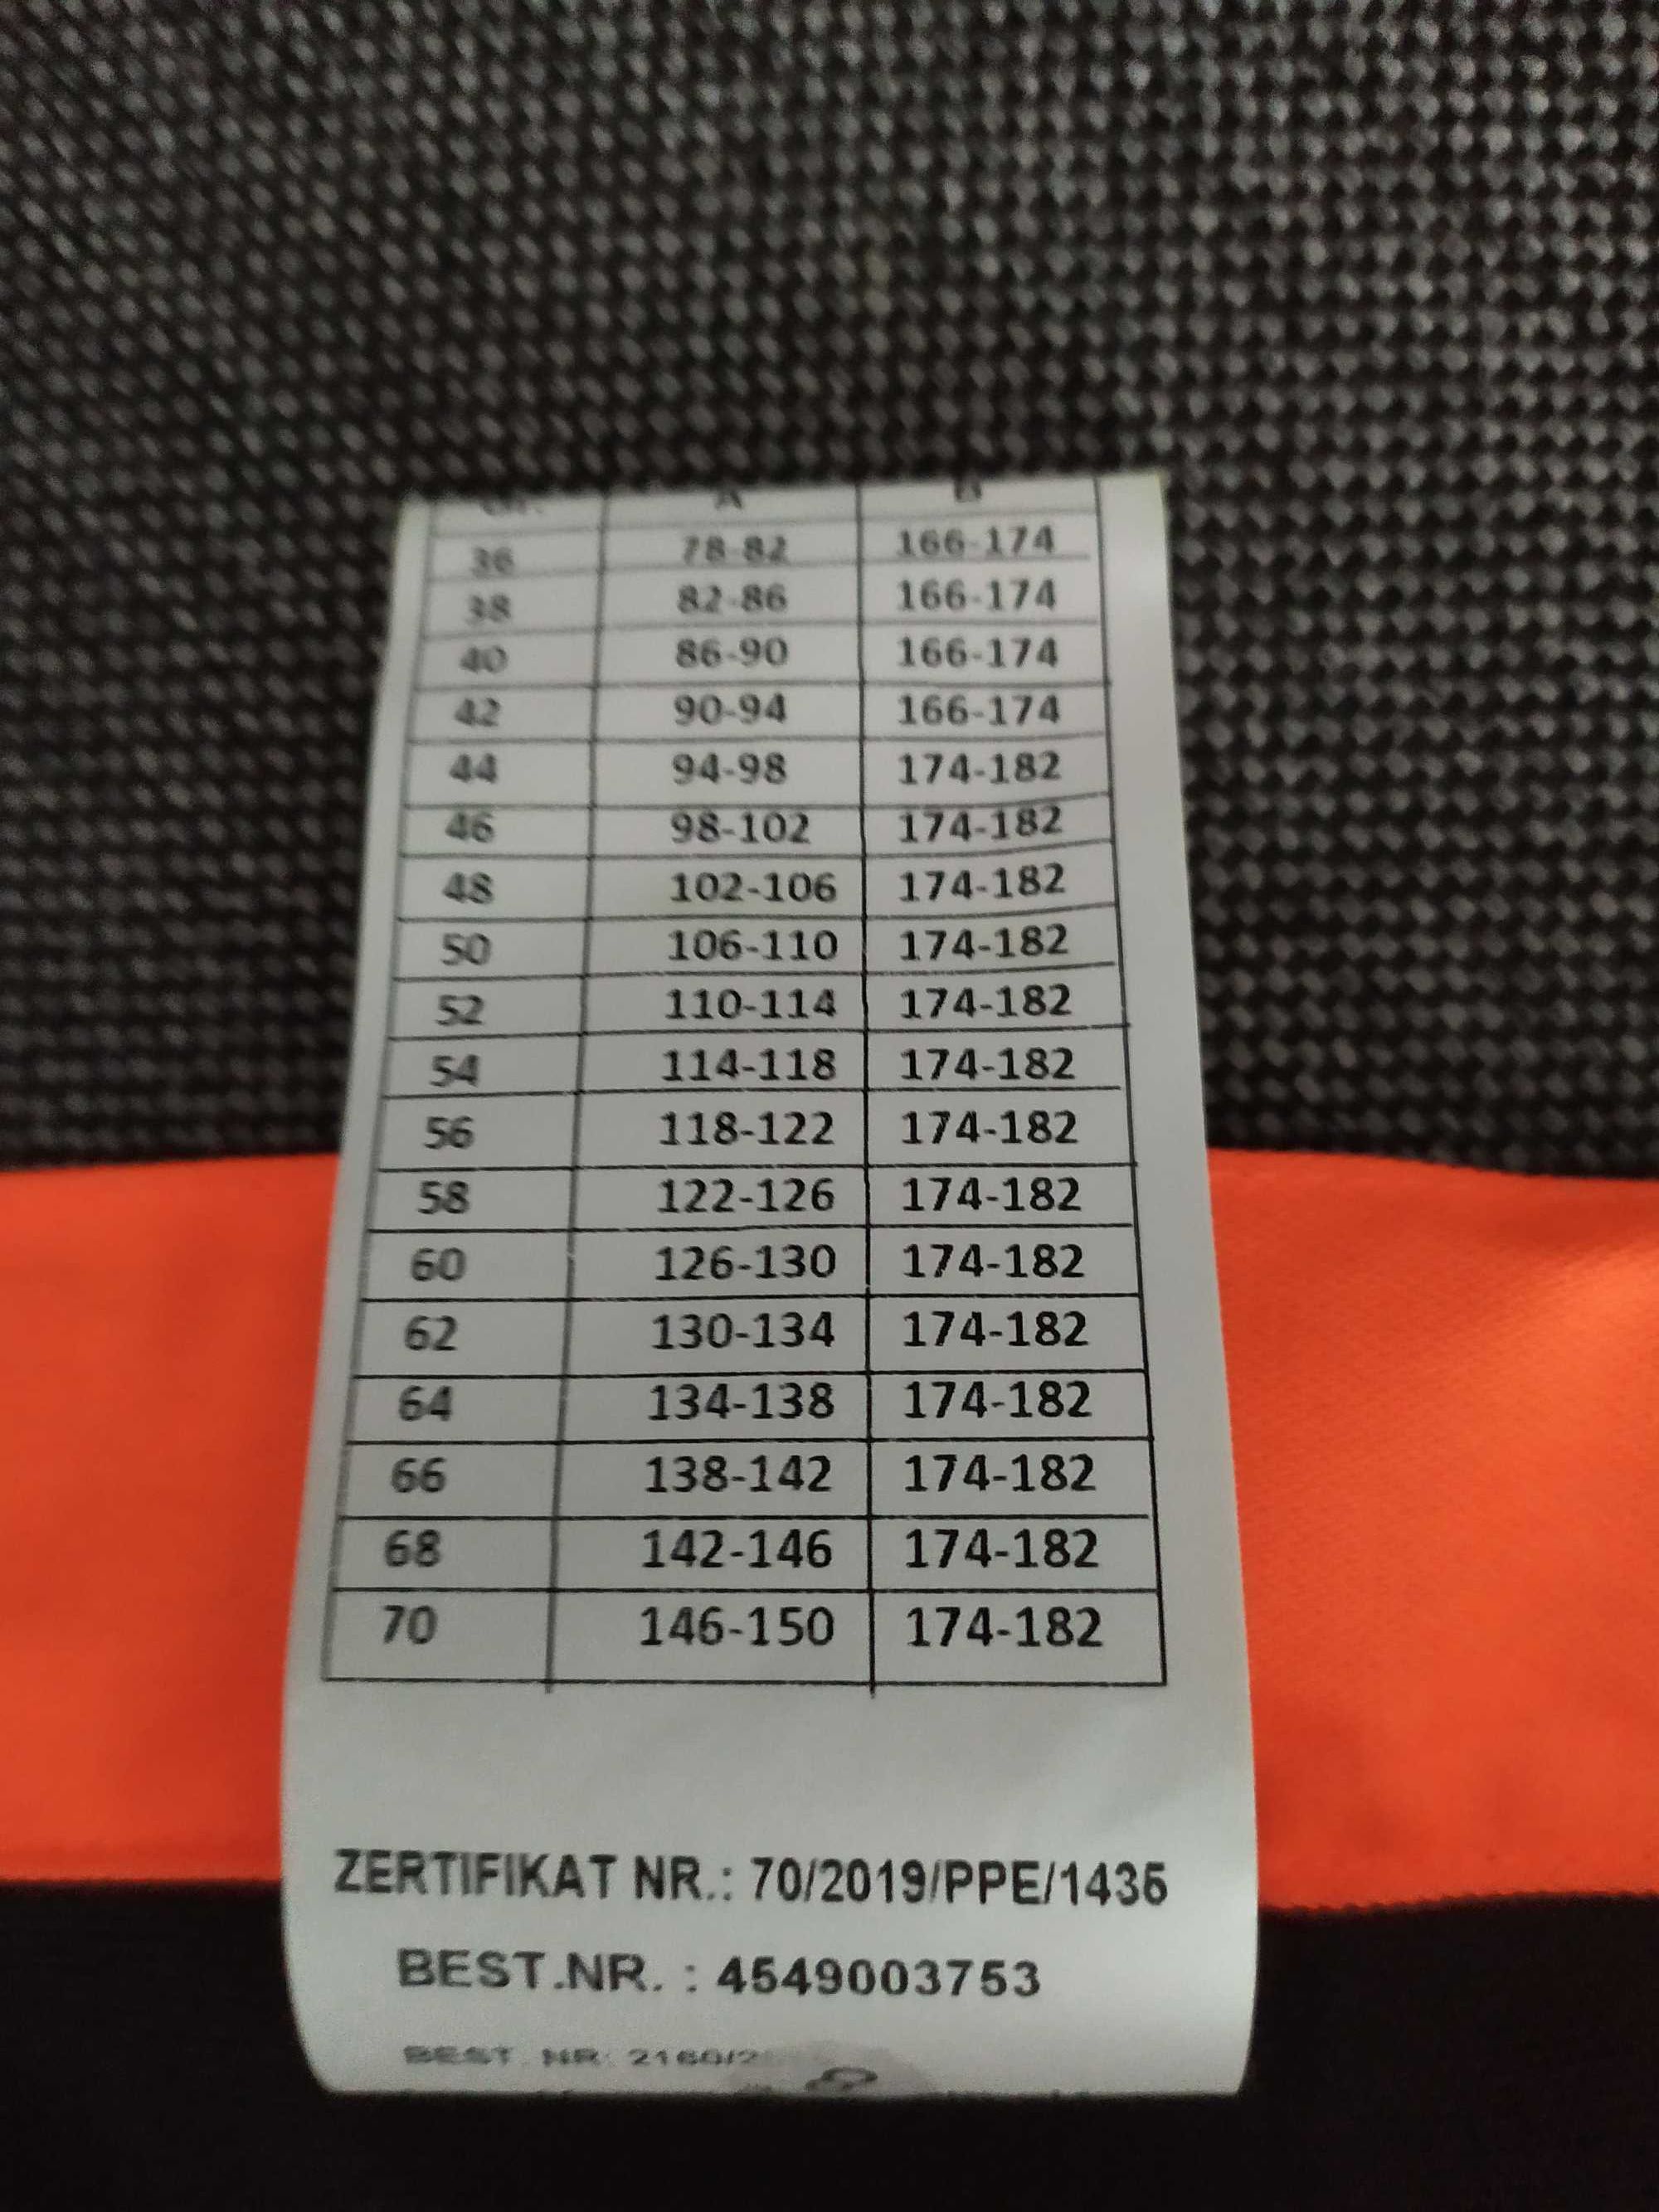 Gr. A B
36 78-82 166-174
38 82-86 166-174
40 86-90 166-174
42 90-94 166-174
44 94-98 174-182
46 98-102 174-182
48 102-106 174-182
50 106-110 174-182
52 110-114 174-182
54 114-118 174-182
56 118-122 174-182
58 122-126 174-182
60 126-130 174-182
62 130-134 174-182
64 134-138 174-182
66 138-142 174-182
68 142-146 174-182
70 146-150 174-182
ZERTIFIKAT NR.: 70/2019/PPE/1435
BEST.NR. : 4549003753
BEST. NR: 2160/2